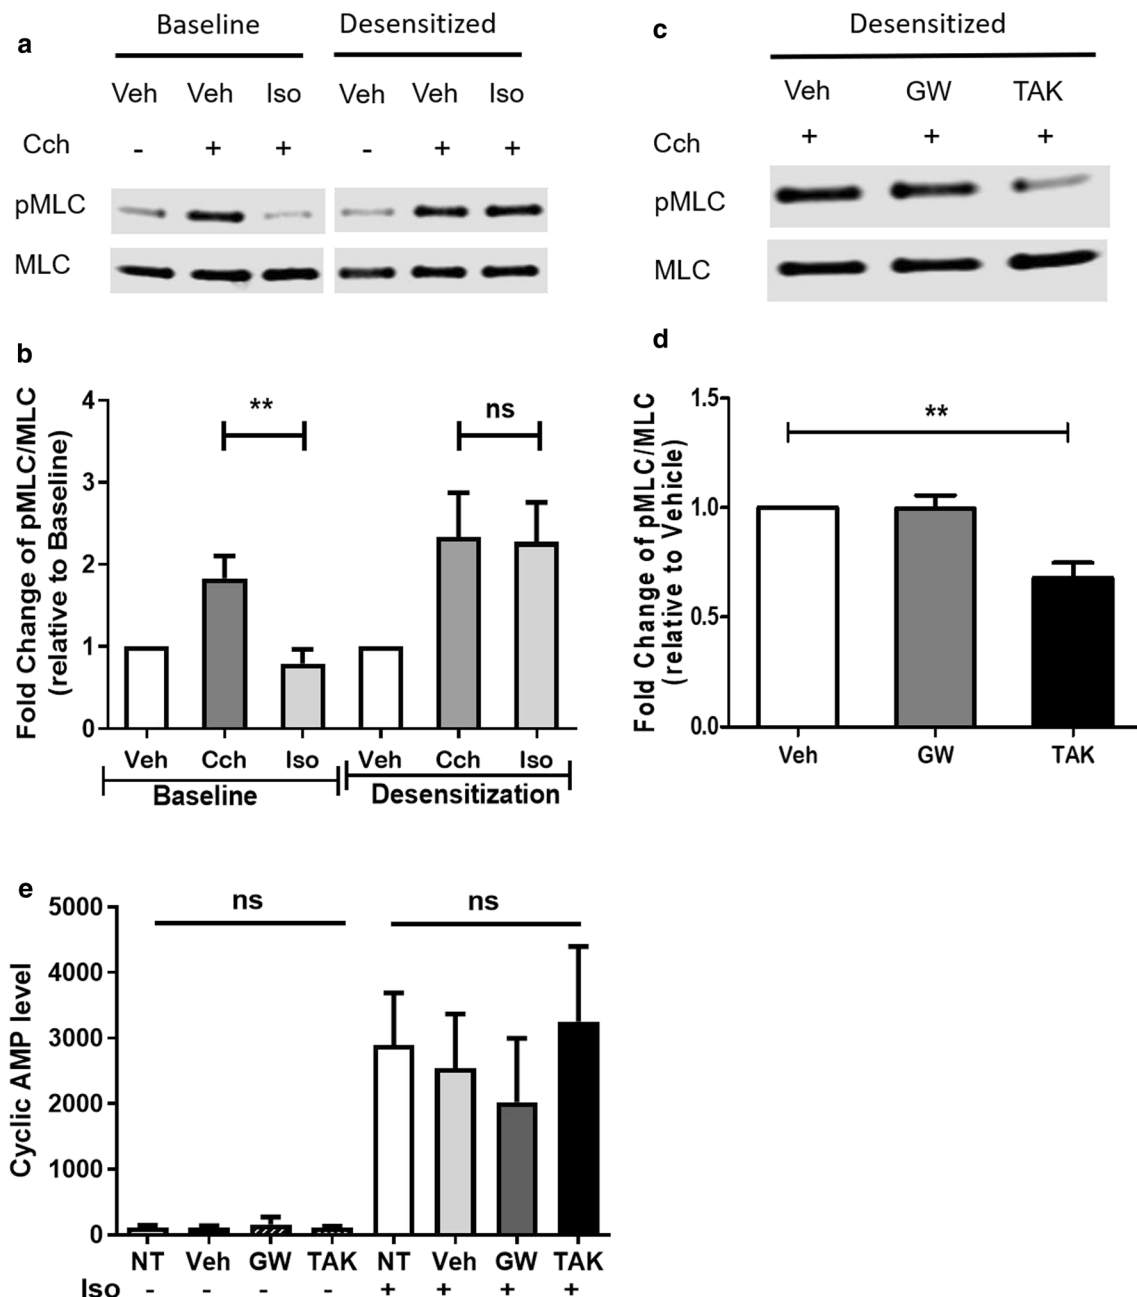 a
Baseline
Desensitized
Veh Veh Iso Veh Veh Iso
Cch - + + - + +
pMLC
MLC
c
Desensitized
Veh GW TAK
Cch + + +
pMLC
MLC
b
Fold Change of pMLC/MLC
(relative to Baseline)
4
3
2
1
0
**
ns
Veh Cch Iso Veh Cch Iso
Baseline
Desensitization
d
Fold Change of pMLC/MLC
(relative to Vehicle)
1.5
1.0
0.5
0.0
**
Veh GW TAK
e
Cyclic AMP level
5000
4000
3000
2000
1000
0
ns
ns
NT Veh GW TAK NT Veh GW TAK
Iso - - - - + + + +